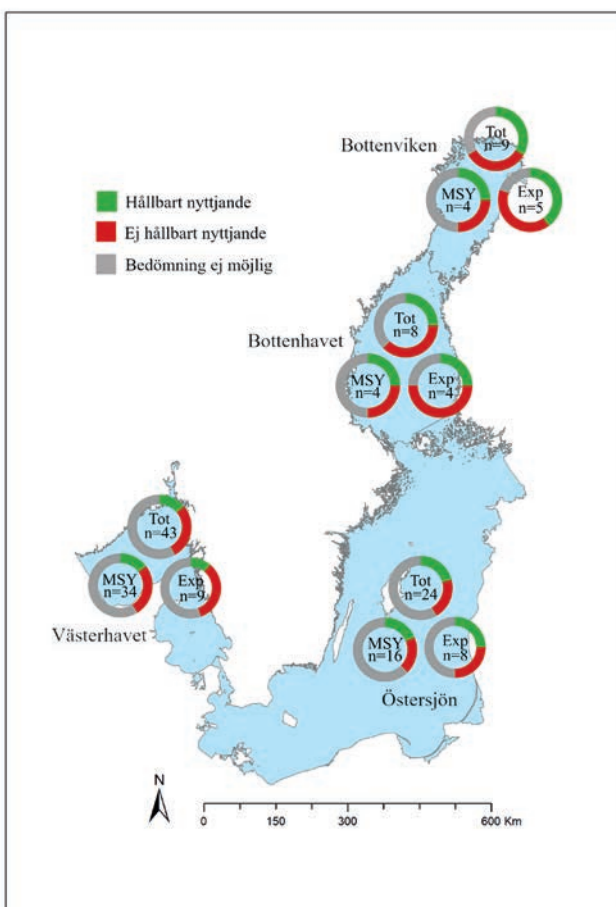 Bottenviken
Tot
n=9
MSY
n=4
Exp
n=5
Hållbart nyttjande
Ej hållbart nyttjande
Bedömning ej möjlig
Bottenhavet
Tot
n=8
MSY
n=4
Exp
n=4
Tot
n=43
MSY
n=34
Exp
n=9
Västerhavet
Tot
n=24
MSY
n=16
Exp
n=8
Östersjön
N
0 150 300 600 Km